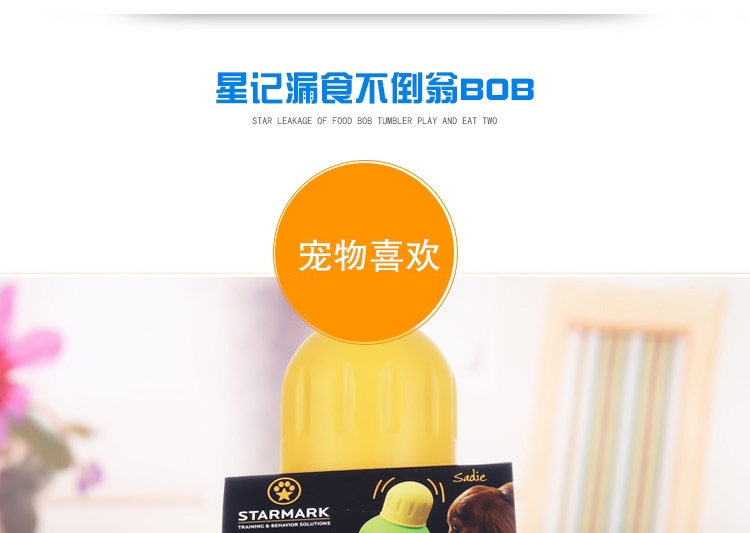 星记漏食不倒翁BOB
STAR LEAKAGE OF FOOD BOB TUMBLER PLAY AND EAT TWO
宠物喜欢
Sadie
STARMARK
TRAINING & BEHAVIOR SOLUTIONS